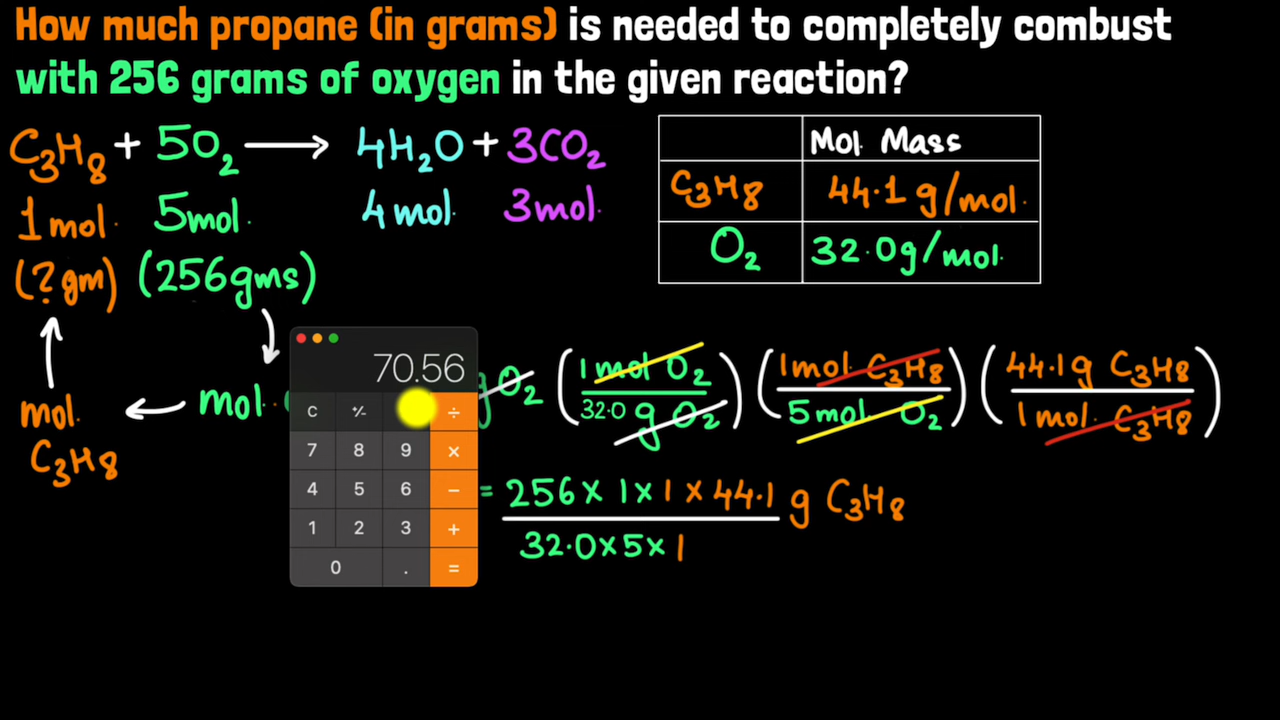 How much propane (in grams) is needed to completely combust
with 256 grams of oxygen in the given reaction?
C₃H₈ + 5O₂ ⟶ 4H₂O + 3CO₂
1 mol. 5 mol. 4 mol. 3 mol.
(? gm) (256 gms)
Mol. Mass
C₃H₈ 44.1 g/mol.
O₂ 32.0 g/mol.
mol. ← mol.
C₃H₈
70.56
C +/- ÷
7 8 9 ×
4 5 6 −
1 2 3 +
0 . =
g O₂ (1 mol O₂ / 32.0 g O₂) (1 mol. C₃H₈ / 5 mol. O₂) (44.1 g C₃H₈ / 1 mol. C₃H₈)
= 256 × 1 × 1 × 44.1 g C₃H₈
32.0 × 5 × 1